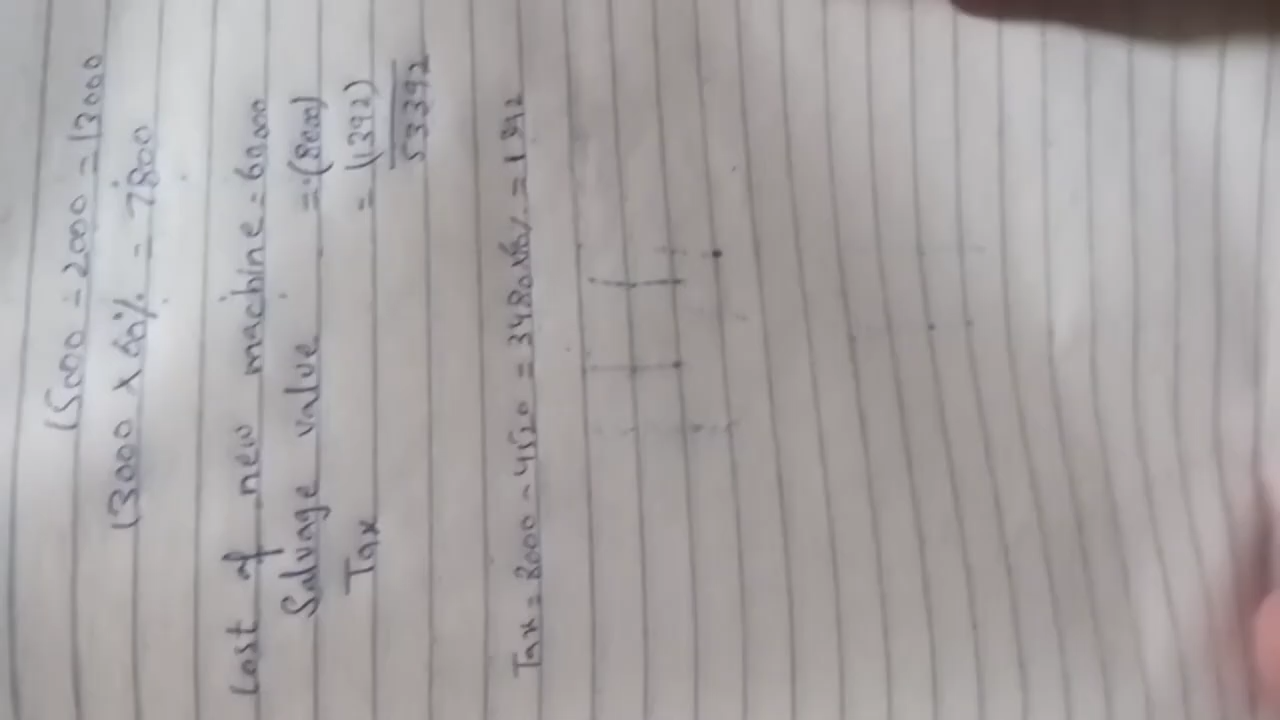 15000 - 2000 = 13000
13000 x 60% = 7800
Cost of new machine = 60000
Salvage value = (8000)
Tax = (1392)
53392
Tax = 8000 - 4520 = 3480 x 40% = 1392